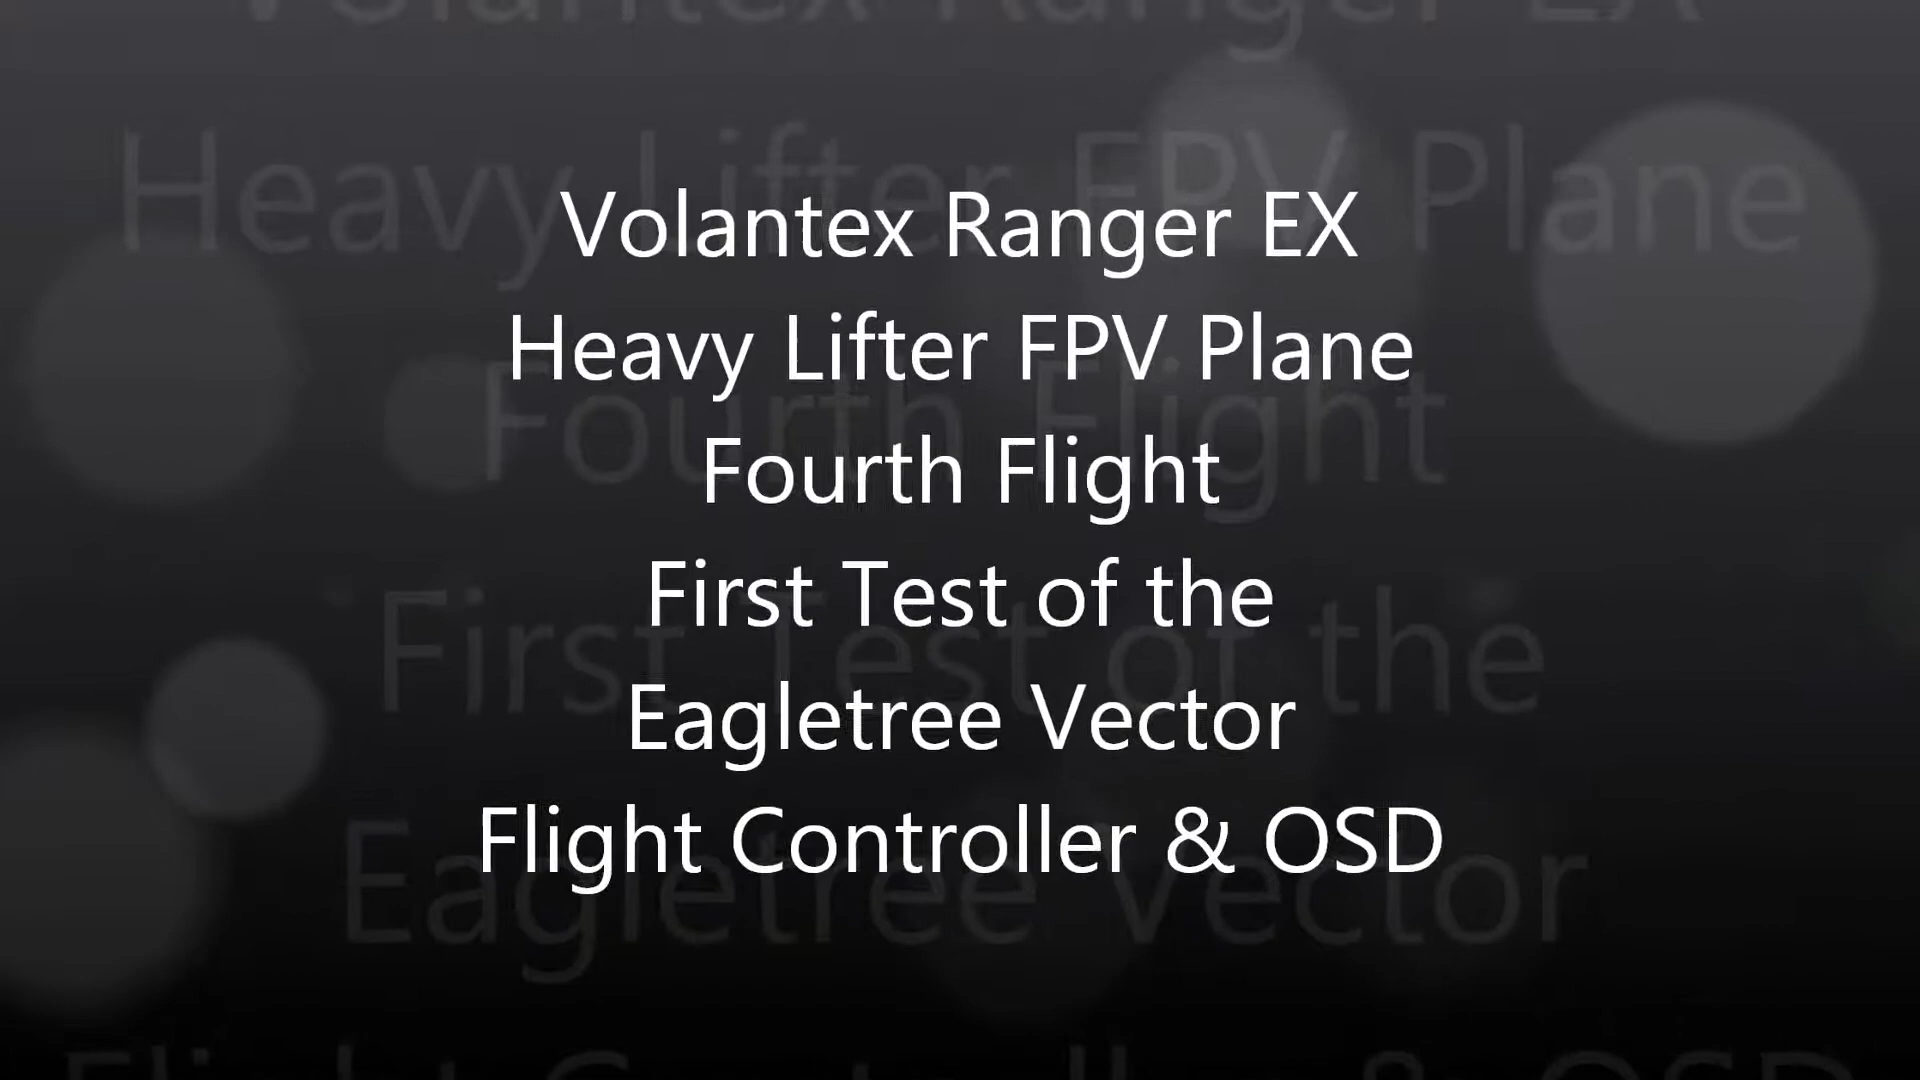 Volantex Ranger EX
Heavy Lifter FPV Plane
Fourth Flight
First Test of the
Eagletree Vector
Flight Controller & OSD